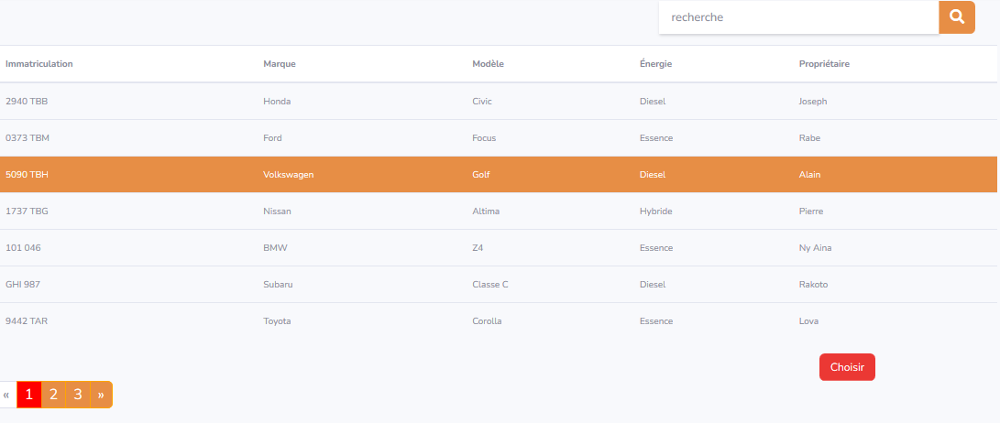 recherche
Immatriculation Marque Modèle Énergie Propriétaire
2940 TBB Honda Civic Diesel Joseph
0373 TBM Ford Focus Essence Rabe
5090 TBH Volkswagen Golf Diesel Alain
1737 TBG Nissan Altima Hybride Pierre
101 046 BMW Z4 Essence Ny Aina
GHI 987 Subaru Classe C Diesel Rakoto
9442 TAR Toyota Corolla Essence Lova
Choisir
« 1 2 3 »